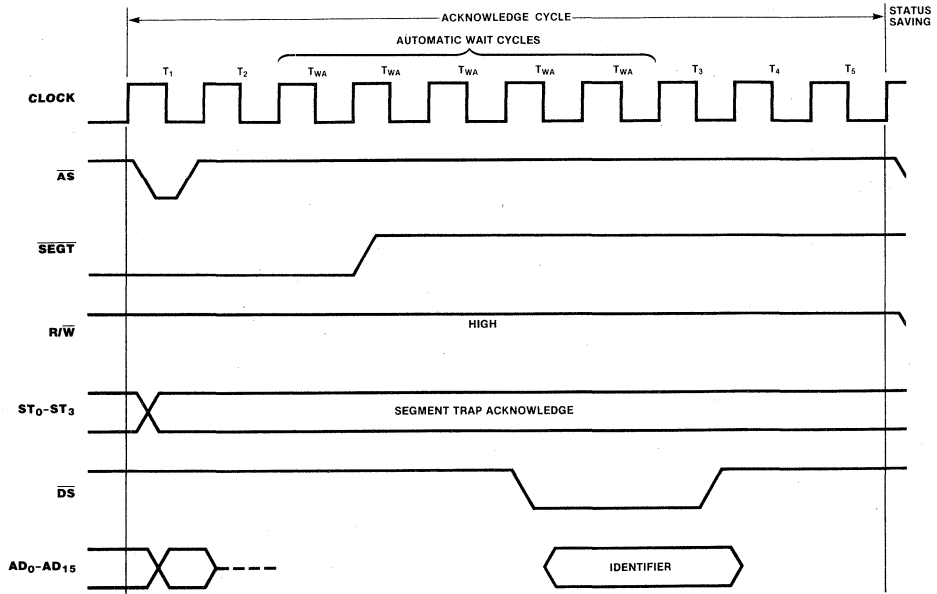 ACKNOWLEDGE CYCLE
STATUS
SAVING
AUTOMATIC WAIT CYCLES
T1 T2 TWA TWA TWA TWA TWA T3 T4 T5
CLOCK
AS
SEGT
R/W
HIGH
ST0-ST3
SEGMENT TRAP ACKNOWLEDGE
DS
AD0-AD15
IDENTIFIER